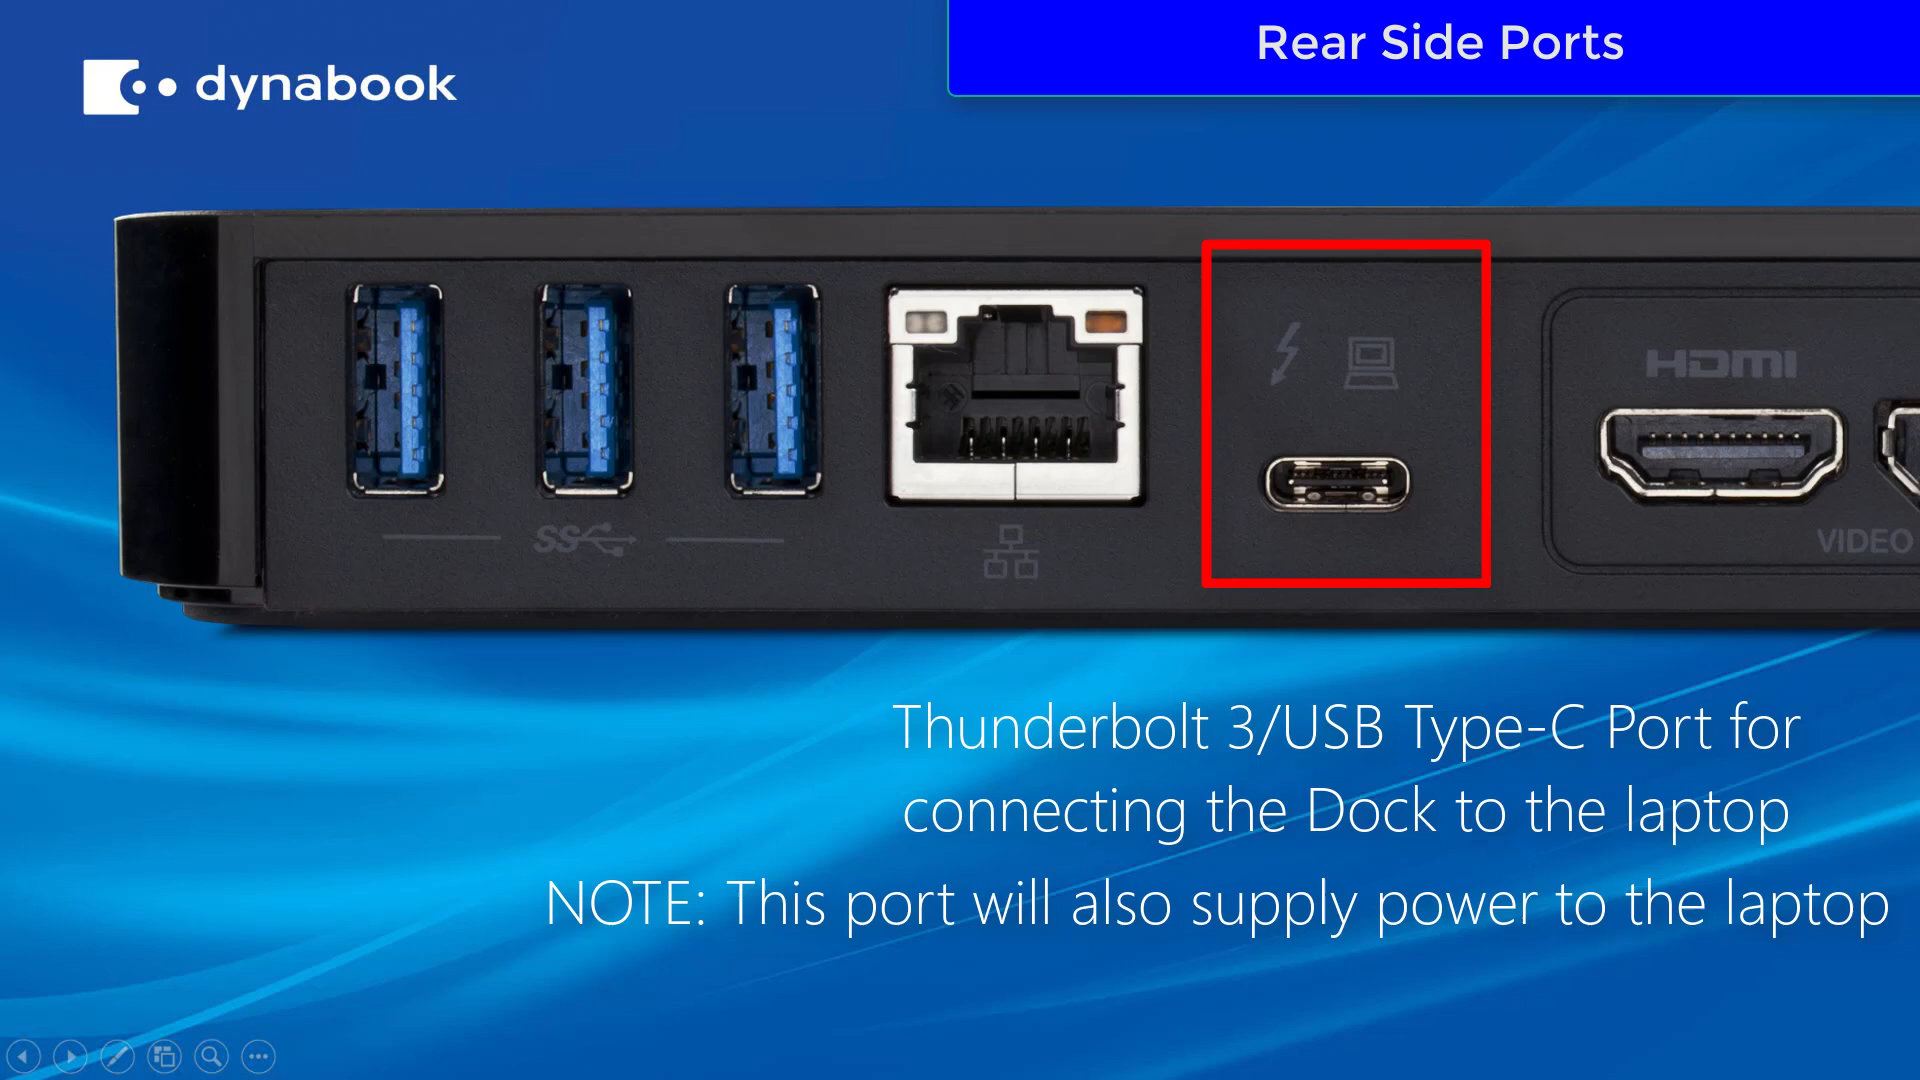 Rear Side Ports
dynabook
HDMI
SS
VIDEO
Thunderbolt 3/USB Type-C Port for
connecting the Dock to the laptop
NOTE: This port will also supply power to the laptop